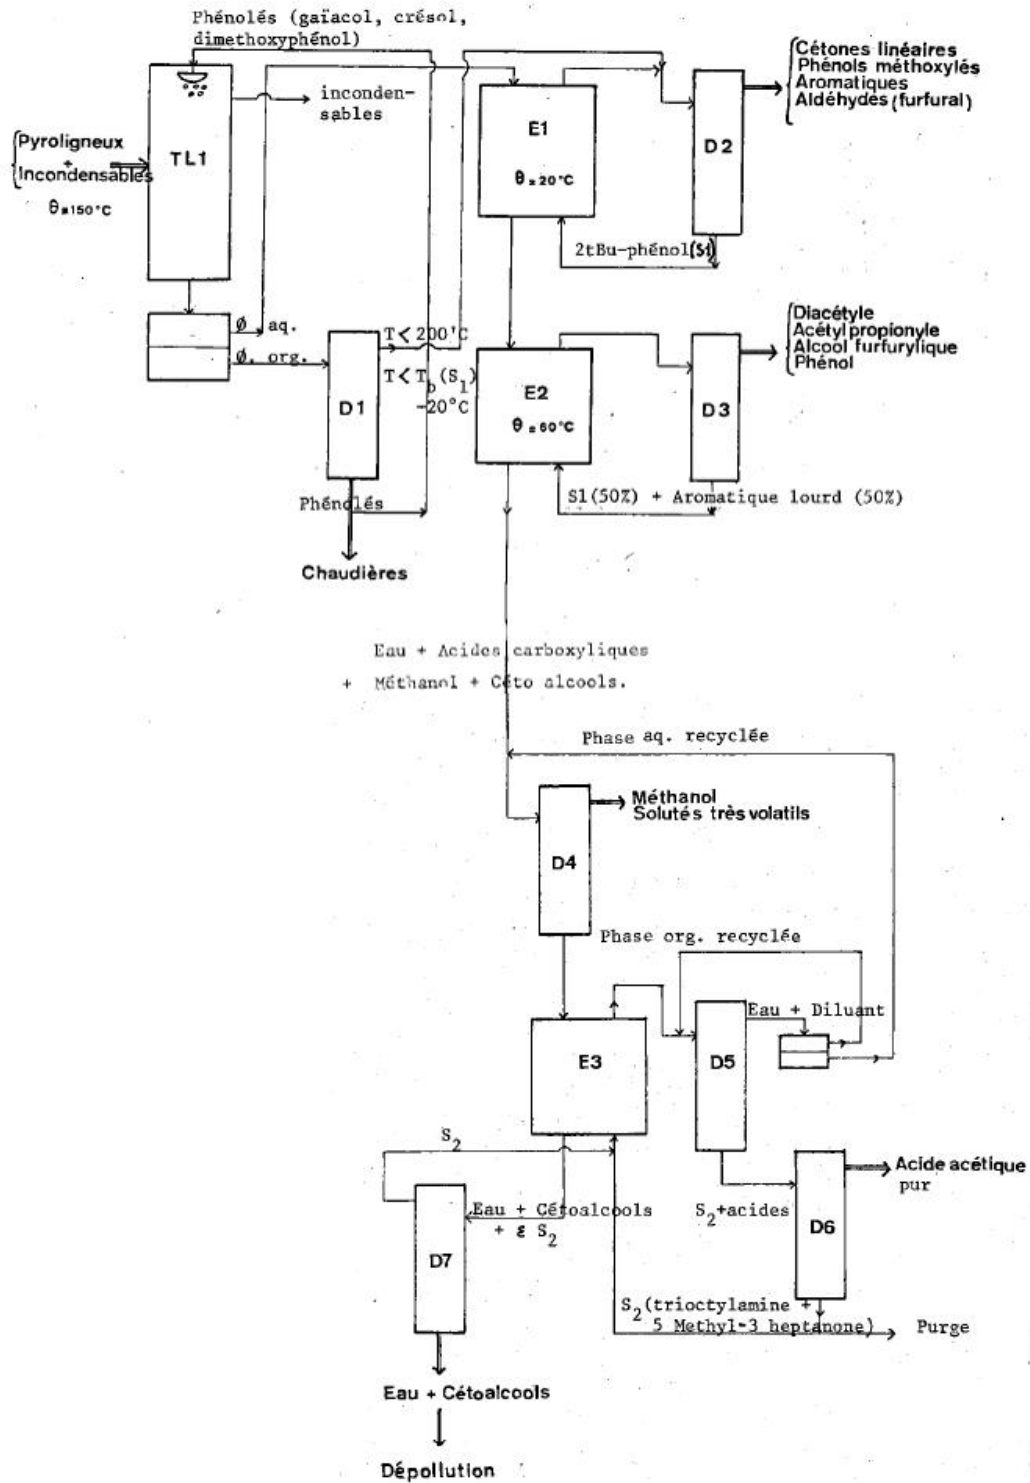 Phénolés (gaïacol, crésol,
dimethoxyphénol)
inconden-
sables
Pyroligneux
+
Incondensables
θ=150°C
TL1
E1
θ=20°C
D2
Cétones linéaires
Phénols méthoxylés
Aromatiques
Aldéhydes (furfural)
2tBu-phénol(S1)
Ø aq.
Ø. org.
D1
T<200°C
T<Tb(S1)
-20°C
Phénolés
Chaudières
E2
θ=60°C
D3
Diacétyle
Acétyl propionyle
Alcool furfurylique
Phénol
S1(50%) + Aromatique lourd (50%)
Eau + Acides carboxyliques
+ Méthanol + Céto alcools.
Phase aq. recyclée
D4
Méthanol
Solutés très volatils
Phase org. recyclée
E3
D5
Eau + Diluant
S2
Eau + Cétoalcools
+ ε S2
D7
S2+acides
D6
Acide acétique
pur
S2(trioctylamine +
5 Methyl-3 heptanone)
Purge
Eau + Cétoalcools
Dépollution